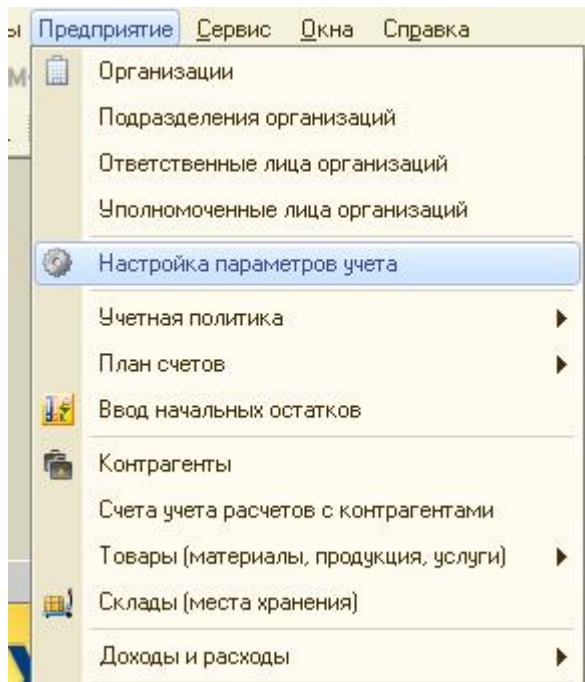 ы Предприятие Сервис Окна Справка
Организации
Подразделения организаций
Ответственные лица организаций
Уполномоченные лица организаций
Настройка параметров учета
Учетная политика
План счетов
Ввод начальных остатков
Контрагенты
Счета учета расчетов с контрагентами
Товары (материалы, продукция, услуги)
Склады (места хранения)
Доходы и расходы